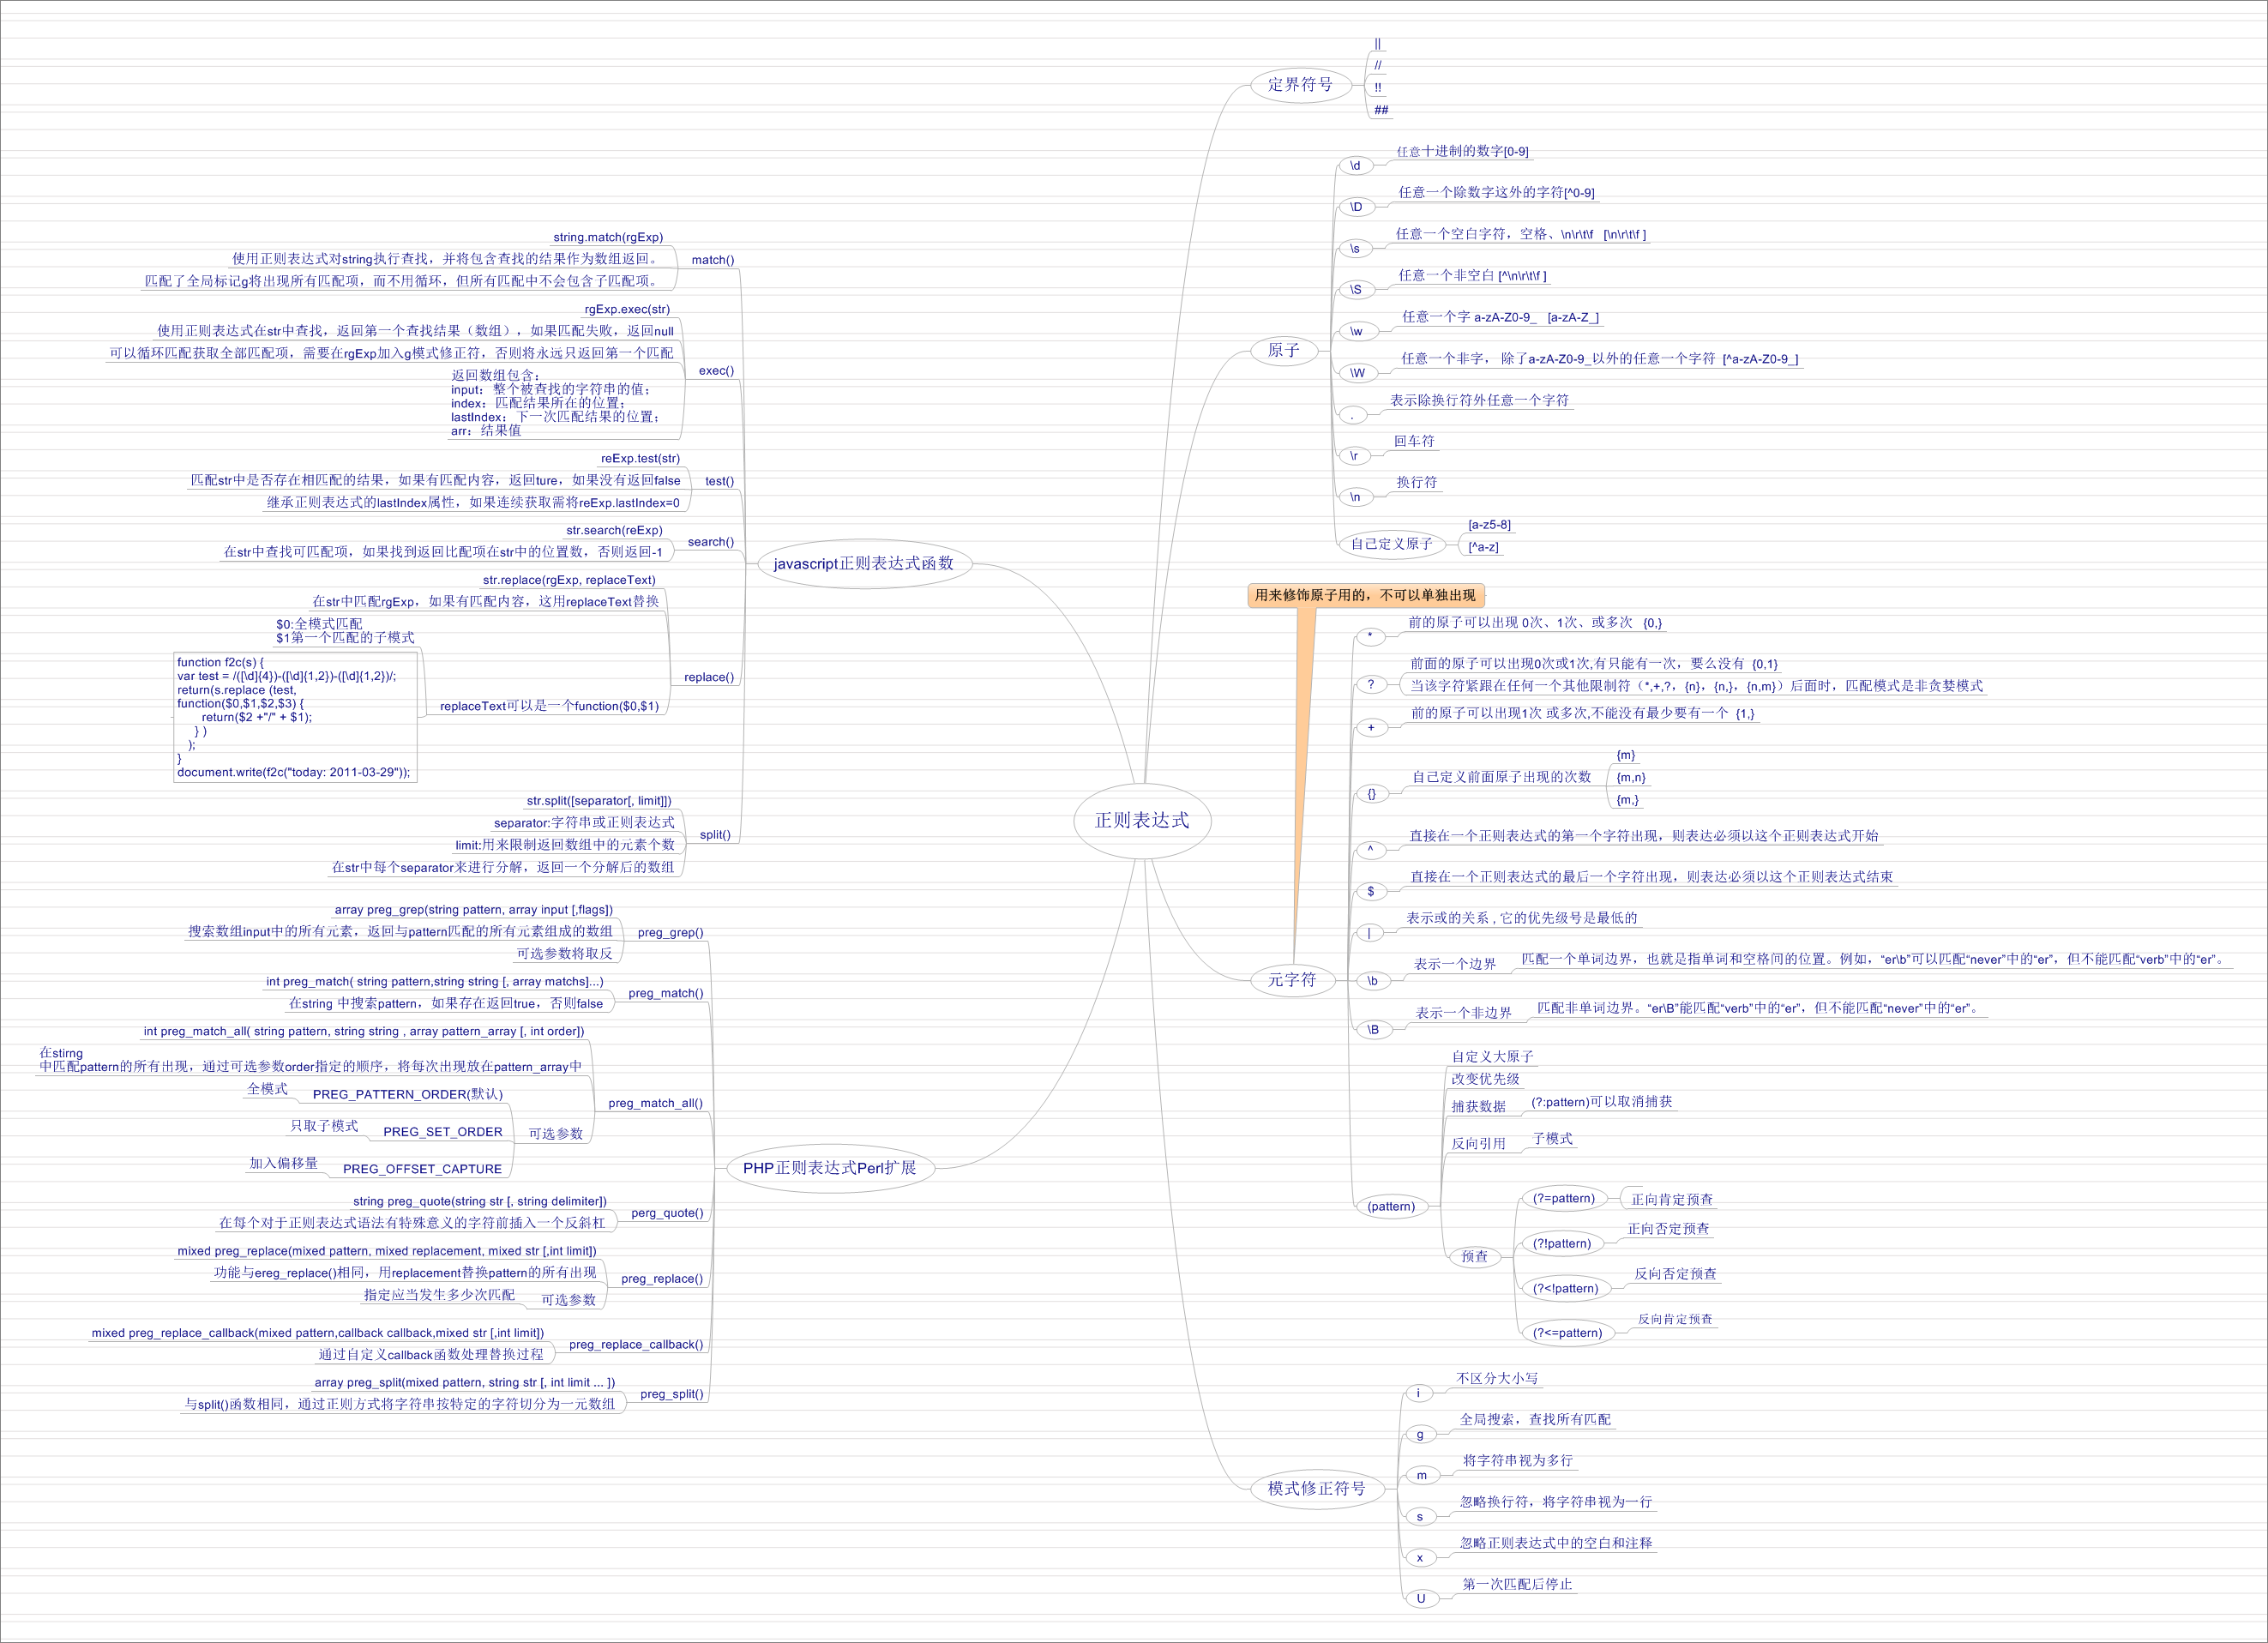 正则表达式
定界符号
||
//
!!
##
原子
\d
任意十进制的数字[0-9]
\D
任意一个除数字这外的字符[^0-9]
\s
任意一个空白字符，空格、\n\r\t\f   [\n\r\t\f ]
\S
任意一个非空白 [^\n\r\t\f ]
\w
任意一个字 a-zA-Z0-9_   [a-zA-Z_]
\W
任意一个非字， 除了a-zA-Z0-9_以外的任意一个字符  [^a-zA-Z0-9_]
.
表示除换行符外任意一个字符
\r
回车符
\n
换行符
自己定义原子
[a-z5-8]
[^a-z]
用来修饰原子用的，不可以单独出现
元字符
*
前的原子可以出现 0次、1次、或多次   {0,}
?
前面的原子可以出现0次或1次,有只能有一次，要么没有  {0,1}
当该字符紧跟在任何一个其他限制符（*,+,?，{n}，{n,}，{n,m}）后面时，匹配模式是非贪婪模式
+
前的原子可以出现1次 或多次,不能没有最少要有一个  {1,}
{}
自己定义前面原子出现的次数
{m}
{m,n}
{m,}
^
直接在一个正则表达式的第一个字符出现，则表达必须以这个正则表达式开始
$
直接在一个正则表达式的最后一个字符出现，则表达必须以这个正则表达式结束
|
表示或的关系 , 它的优先级号是最低的
\b
表示一个边界
匹配一个单词边界，也就是指单词和空格间的位置。例如，“er\b”可以匹配“never”中的“er”，但不能匹配“verb”中的“er”。
\B
表示一个非边界
匹配非单词边界。“er\B”能匹配“verb”中的“er”，但不能匹配“never”中的“er”。
(pattern)
自定义大原子
改变优先级
捕获数据
(?:pattern)可以取消捕获
反向引用
子模式
预查
(?=pattern)
正向肯定预查
(?!pattern)
正向否定预查
(?<!pattern)
反向否定预查
(?<=pattern)
反向肯定预查
模式修正符号
i
不区分大小写
g
全局搜索，查找所有匹配
m
将字符串视为多行
s
忽略换行符，将字符串视为一行
x
忽略正则表达式中的空白和注释
U
第一次匹配后停止
javascript正则表达式函数
match()
string.match(rgExp)
使用正则表达式对string执行查找，并将包含查找的结果作为数组返回。
匹配了全局标记g将出现所有匹配项，而不用循环，但所有匹配中不会包含子匹配项。
exec()
rgExp.exec(str)
使用正则表达式在str中查找，返回第一个查找结果（数组），如果匹配失败，返回null
可以循环匹配获取全部匹配项，需要在rgExp加入g模式修正符，否则将永远只返回第一个匹配
返回数组包含：
input：整个被查找的字符串的值；
index：匹配结果所在的位置；
lastIndex：下一次匹配结果的位置；
arr：结果值
test()
reExp.test(str)
匹配str中是否存在相匹配的结果，如果有匹配内容，返回ture，如果没有返回false
继承正则表达式的lastIndex属性，如果连续获取需将reExp.lastIndex=0
search()
str.search(reExp)
在str中查找可匹配项，如果找到返回比配项在str中的位置数，否则返回-1
replace()
str.replace(rgExp, replaceText)
在str中匹配rgExp，如果有匹配内容，这用replaceText替换
replaceText可以是一个function($0,$1)
$0:全模式匹配
$1第一个匹配的子模式
function f2c(s) {
var test = /([\d]{4})-([\d]{1,2})-([\d]{1,2})/;
return(s.replace (test,
function($0,$1,$2,$3) {
return($2 +"/" + $1);
} )
);
}
document.write(f2c("today: 2011-03-29"));
split()
str.split([separator[, limit]])
separator:字符串或正则表达式
limit:用来限制返回数组中的元素个数
在str中每个separator来进行分解，返回一个分解后的数组
PHP正则表达式Perl扩展
preg_grep()
array preg_grep(string pattern, array input [,flags])
搜索数组input中的所有元素，返回与pattern匹配的所有元素组成的数组
可选参数将取反
preg_match()
int preg_match( string pattern,string string [, array matchs]...)
在string 中搜索pattern，如果存在返回true，否则false
preg_match_all()
int preg_match_all( string pattern, string string , array pattern_array [, int order])
在stirng
中匹配pattern的所有出现，通过可选参数order指定的顺序，将每次出现放在pattern_array中
可选参数
PREG_PATTERN_ORDER(默认)
全模式
PREG_SET_ORDER
只取子模式
PREG_OFFSET_CAPTURE
加入偏移量
perg_quote()
string preg_quote(string str [, string delimiter])
在每个对于正则表达式语法有特殊意义的字符前插入一个反斜杠
preg_replace()
mixed preg_replace(mixed pattern, mixed replacement, mixed str [,int limit])
功能与ereg_replace()相同，用replacement替换pattern的所有出现
可选参数
指定应当发生多少次匹配
preg_replace_callback()
mixed preg_replace_callback(mixed pattern,callback callback,mixed str [,int limit])
通过自定义callback函数处理替换过程
preg_split()
array preg_split(mixed pattern, string str [, int limit ... ])
与split()函数相同，通过正则方式将字符串按特定的字符切分为一元数组